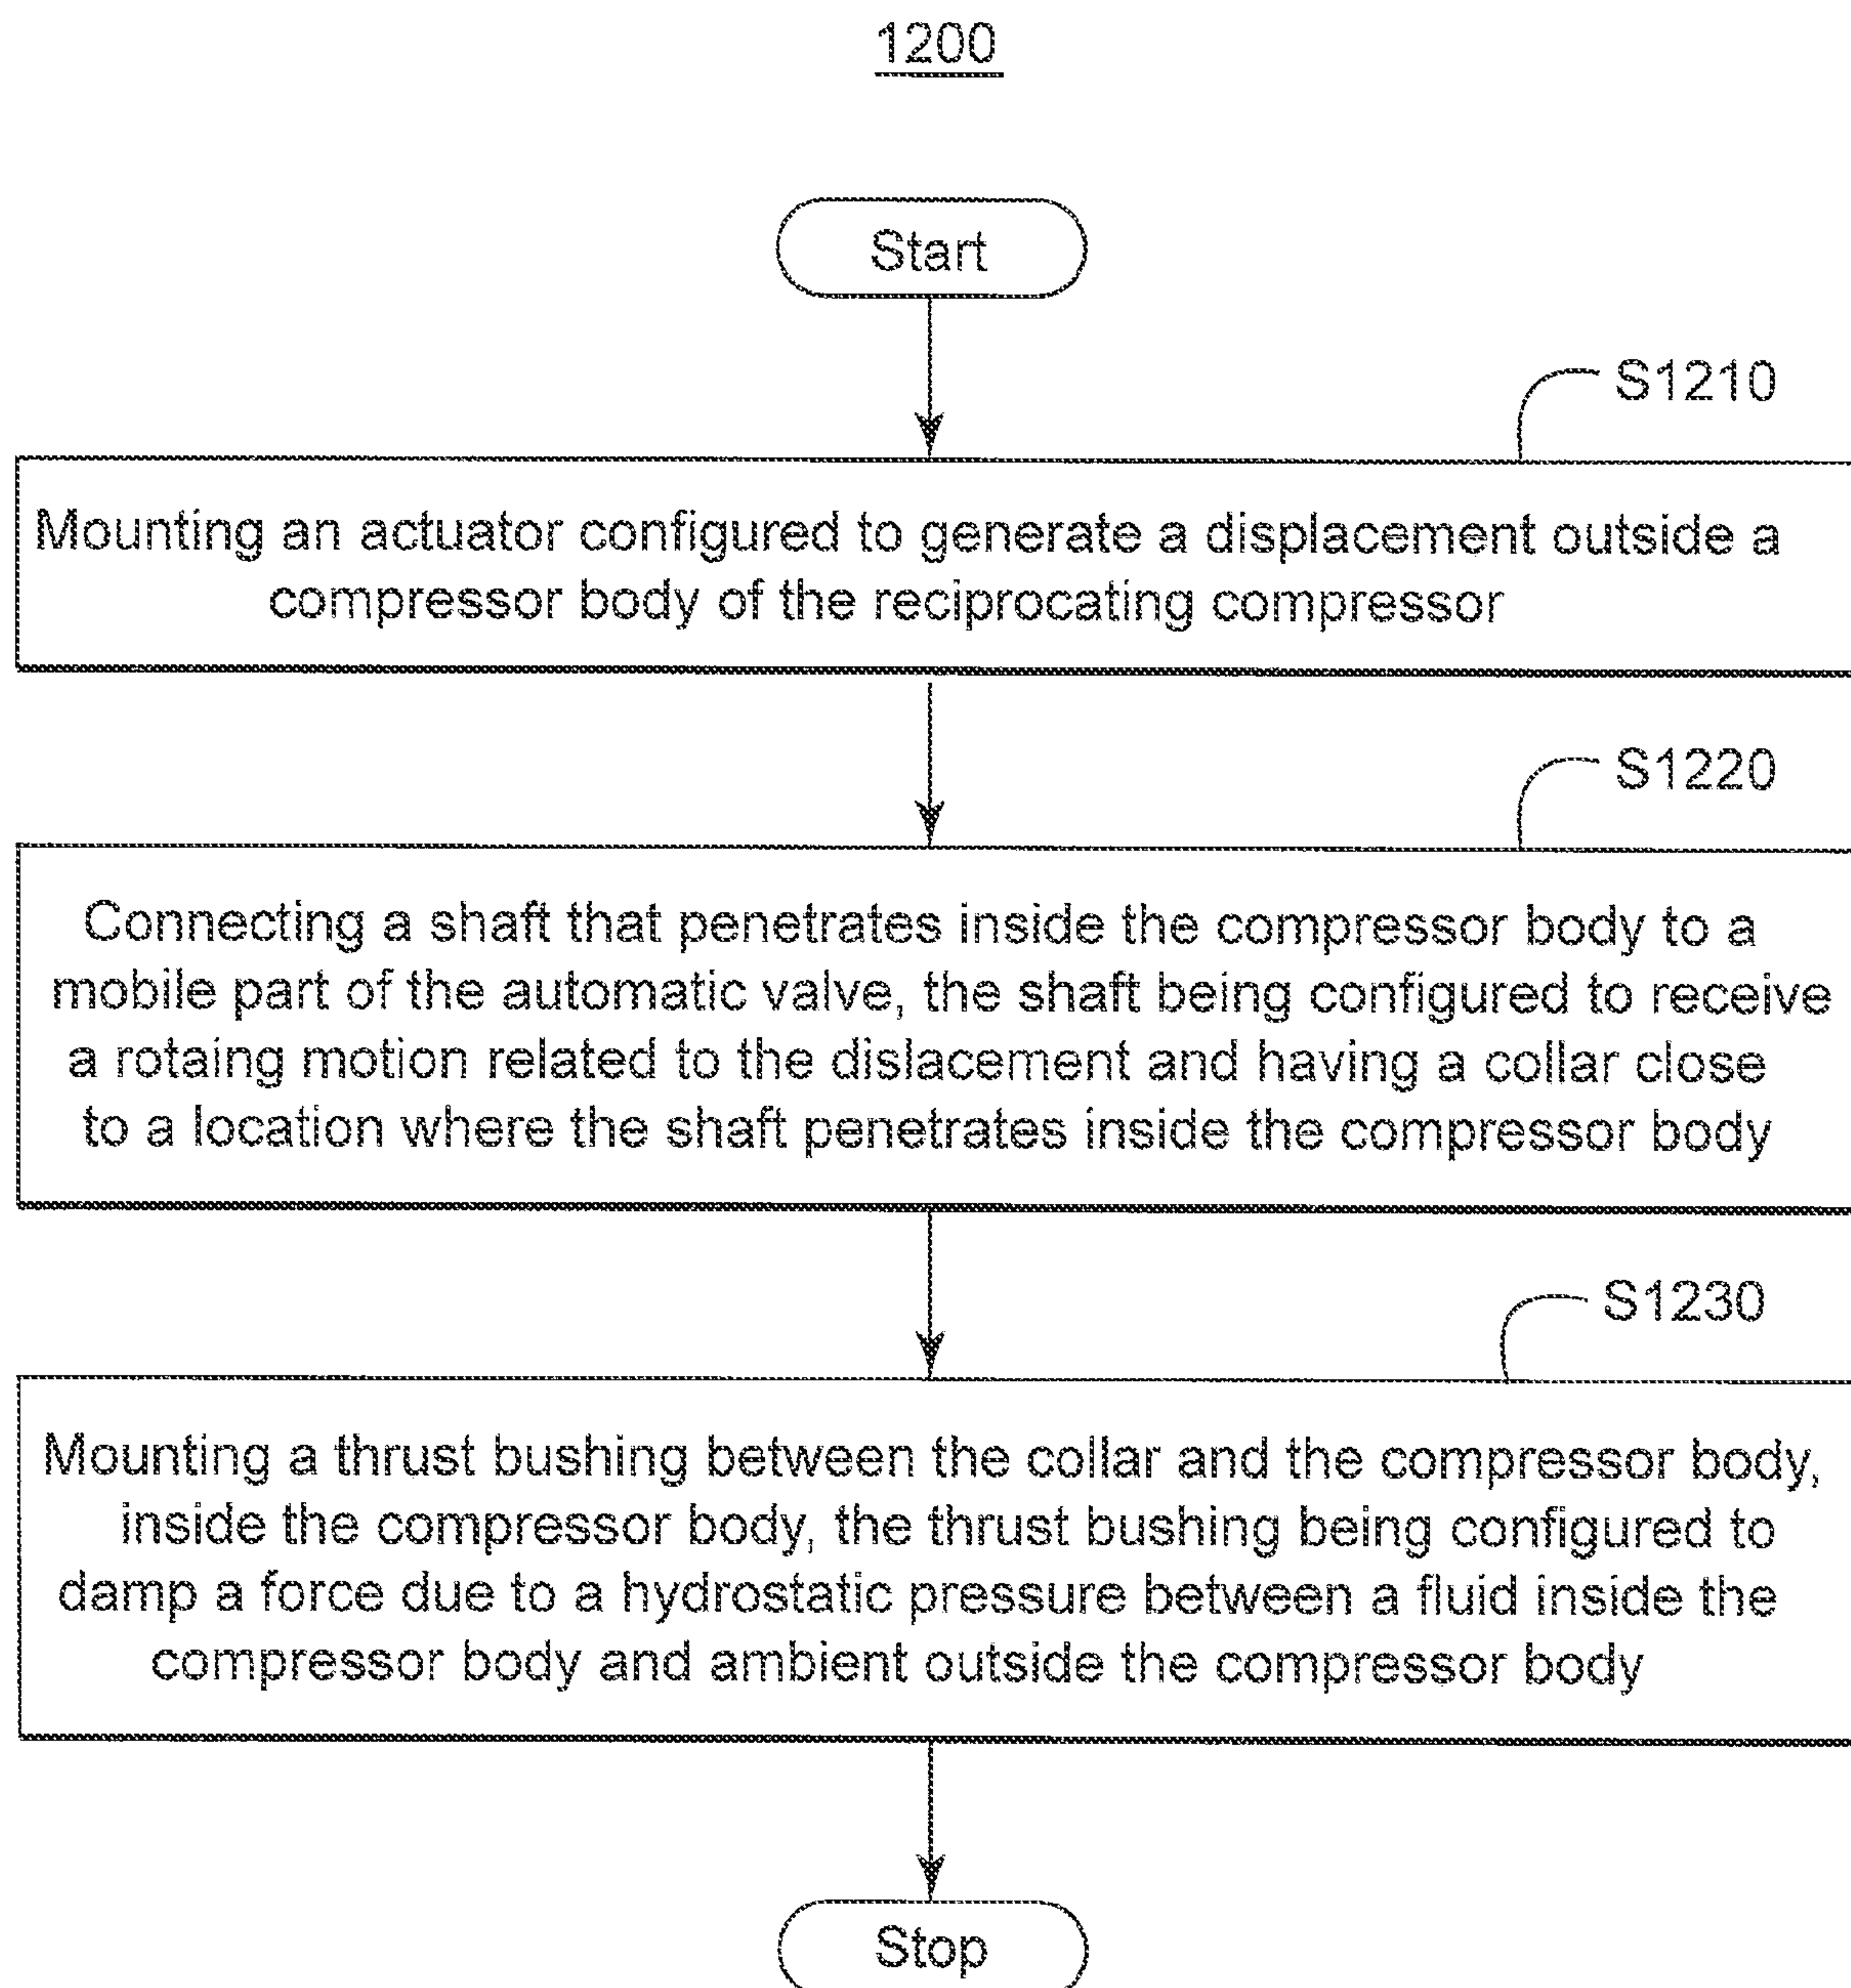 1200
Start
S1210
Mounting an actuator configured to generate a displacement outside a
compressor body of the reciprocating compressor
S1220
Connecting a shaft that penetrates inside the compressor body to a
mobile part of the automatic valve, the shaft being configured to receive
a rotaing motion related to the dislacement and having a collar close
to a location where the shaft penetrates inside the compressor body
S1230
Mounting a thrust bushing between the collar and the compressor body,
inside the compressor body, the thrust bushing being configured to
damp a force due to a hydrostatic pressure between a fluid inside the
compressor body and ambient outside the compressor body
Stop